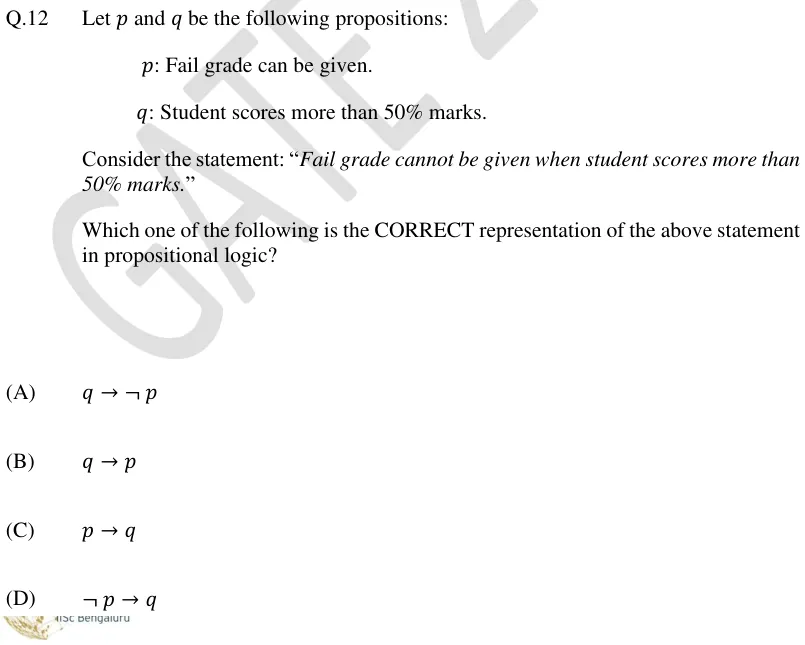 Q.12 Let p and q be the following propositions:
p: Fail grade can be given.
q: Student scores more than 50% marks.
Consider the statement: “Fail grade cannot be given when student scores more than
50% marks.”
Which one of the following is the CORRECT representation of the above statement
in propositional logic?
(A) q → ¬ p
(B) q → p
(C) p → q
(D) ¬ p → q
IISc Bengaluru
GATE 2